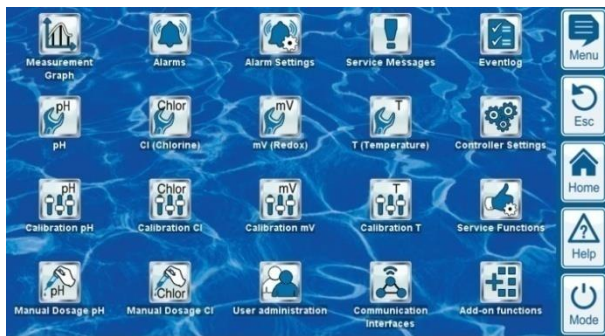 Measurement
Graph
Alarms
Alarm Settings
Service Messages
Eventlog
Menu
pH
Chlor
mV
T
pH
Cl (Chlorine)
mV (Redox)
T (Temperature)
Controller Settings
Esc
pH
Chlor
mV
T
Calibration pH
Calibration Cl
Calibration mV
Calibration T
Service Functions
Home
pH
Chlor
Manual Dosage pH
Manual Dosage Cl
User administration
Communication
Interfaces
Add-on functions
?
Help
Mode